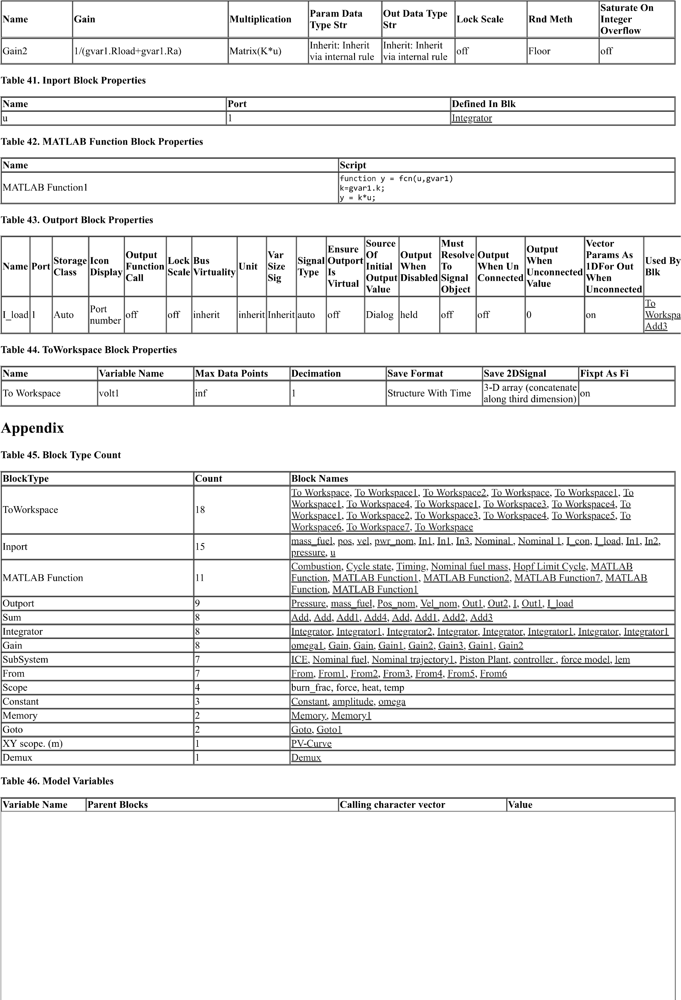 Name Gain Multiplication Param Data Type Str Out Data Type Str Lock Scale Rnd Meth Saturate On Integer Overflow
Gain2 1/(gvar1.Rload+gvar1.Ra) Matrix(K*u) Inherit: Inherit via internal rule Inherit: Inherit via internal rule off Floor off
Table 41. Inport Block Properties
Name Port Defined In Blk
u 1 Integrator
Table 42. MATLAB Function Block Properties
Name Script
MATLAB Function1
function y = fcn(u,gvar1)
k=gvar1.k;
y = k*u;
Table 43. Outport Block Properties
Name Port Storage Class Icon Display Output Function Call Lock Scale Bus Virtuality Unit Var Size Sig Signal Type Ensure Outport Is Virtual Source Of Initial Output Value Output When Disabled Must Resolve To Signal Object Output When Un Connected Output When Unconnected Value Vector Params As 1DFor Out When Unconnected Used By Blk
I_load 1 Auto Port number off off inherit inherit Inherit auto off Dialog held off off 0 on To Workspa Add3
Table 44. ToWorkspace Block Properties
Name Variable Name Max Data Points Decimation Save Format Save 2DSignal Fixpt As Fi
To Workspace volt1 inf 1 Structure With Time 3-D array (concatenate along third dimension) on
Appendix
Table 45. Block Type Count
BlockType Count Block Names
ToWorkspace 18 To Workspace, To Workspace1, To Workspace2, To Workspace, To Workspace1, To
Workspace1, To Workspace4, To Workspace1, To Workspace3, To Workspace4, To
Workspace1, To Workspace2, To Workspace3, To Workspace4, To Workspace5, To
Workspace6, To Workspace7, To Workspace
Inport 15 mass_fuel, pos, vel, pwr_nom, In1, In1, In3, Nominal , Nominal 1, I_con, I_load, In1, In2,
pressure, u
MATLAB Function 11 Combustion, Cycle state, Timing, Nominal fuel mass, Hopf Limit Cycle, MATLAB
Function, MATLAB Function1, MATLAB Function2, MATLAB Function7, MATLAB
Function, MATLAB Function1
Outport 9 Pressure, mass_fuel, Pos_nom, Vel_nom, Out1, Out2, I, Out1, I_load
Sum 8 Add, Add, Add1, Add4, Add, Add1, Add2, Add3
Integrator 8 Integrator, Integrator1, Integrator2, Integrator, Integrator, Integrator1, Integrator, Integrator1
Gain 8 omega1, Gain, Gain, Gain1, Gain2, Gain3, Gain1, Gain2
SubSystem 7 ICE, Nominal fuel, Nominal trajectory1, Piston Plant, controller , force model, lem
From 7 From, From1, From2, From3, From4, From5, From6
Scope 4 burn_frac, force, heat, temp
Constant 3 Constant, amplitude, omega
Memory 2 Memory, Memory1
Goto 2 Goto, Goto1
XY scope. (m) 1 PV-Curve
Demux 1 Demux
Table 46. Model Variables
Variable Name Parent Blocks Calling character vector Value